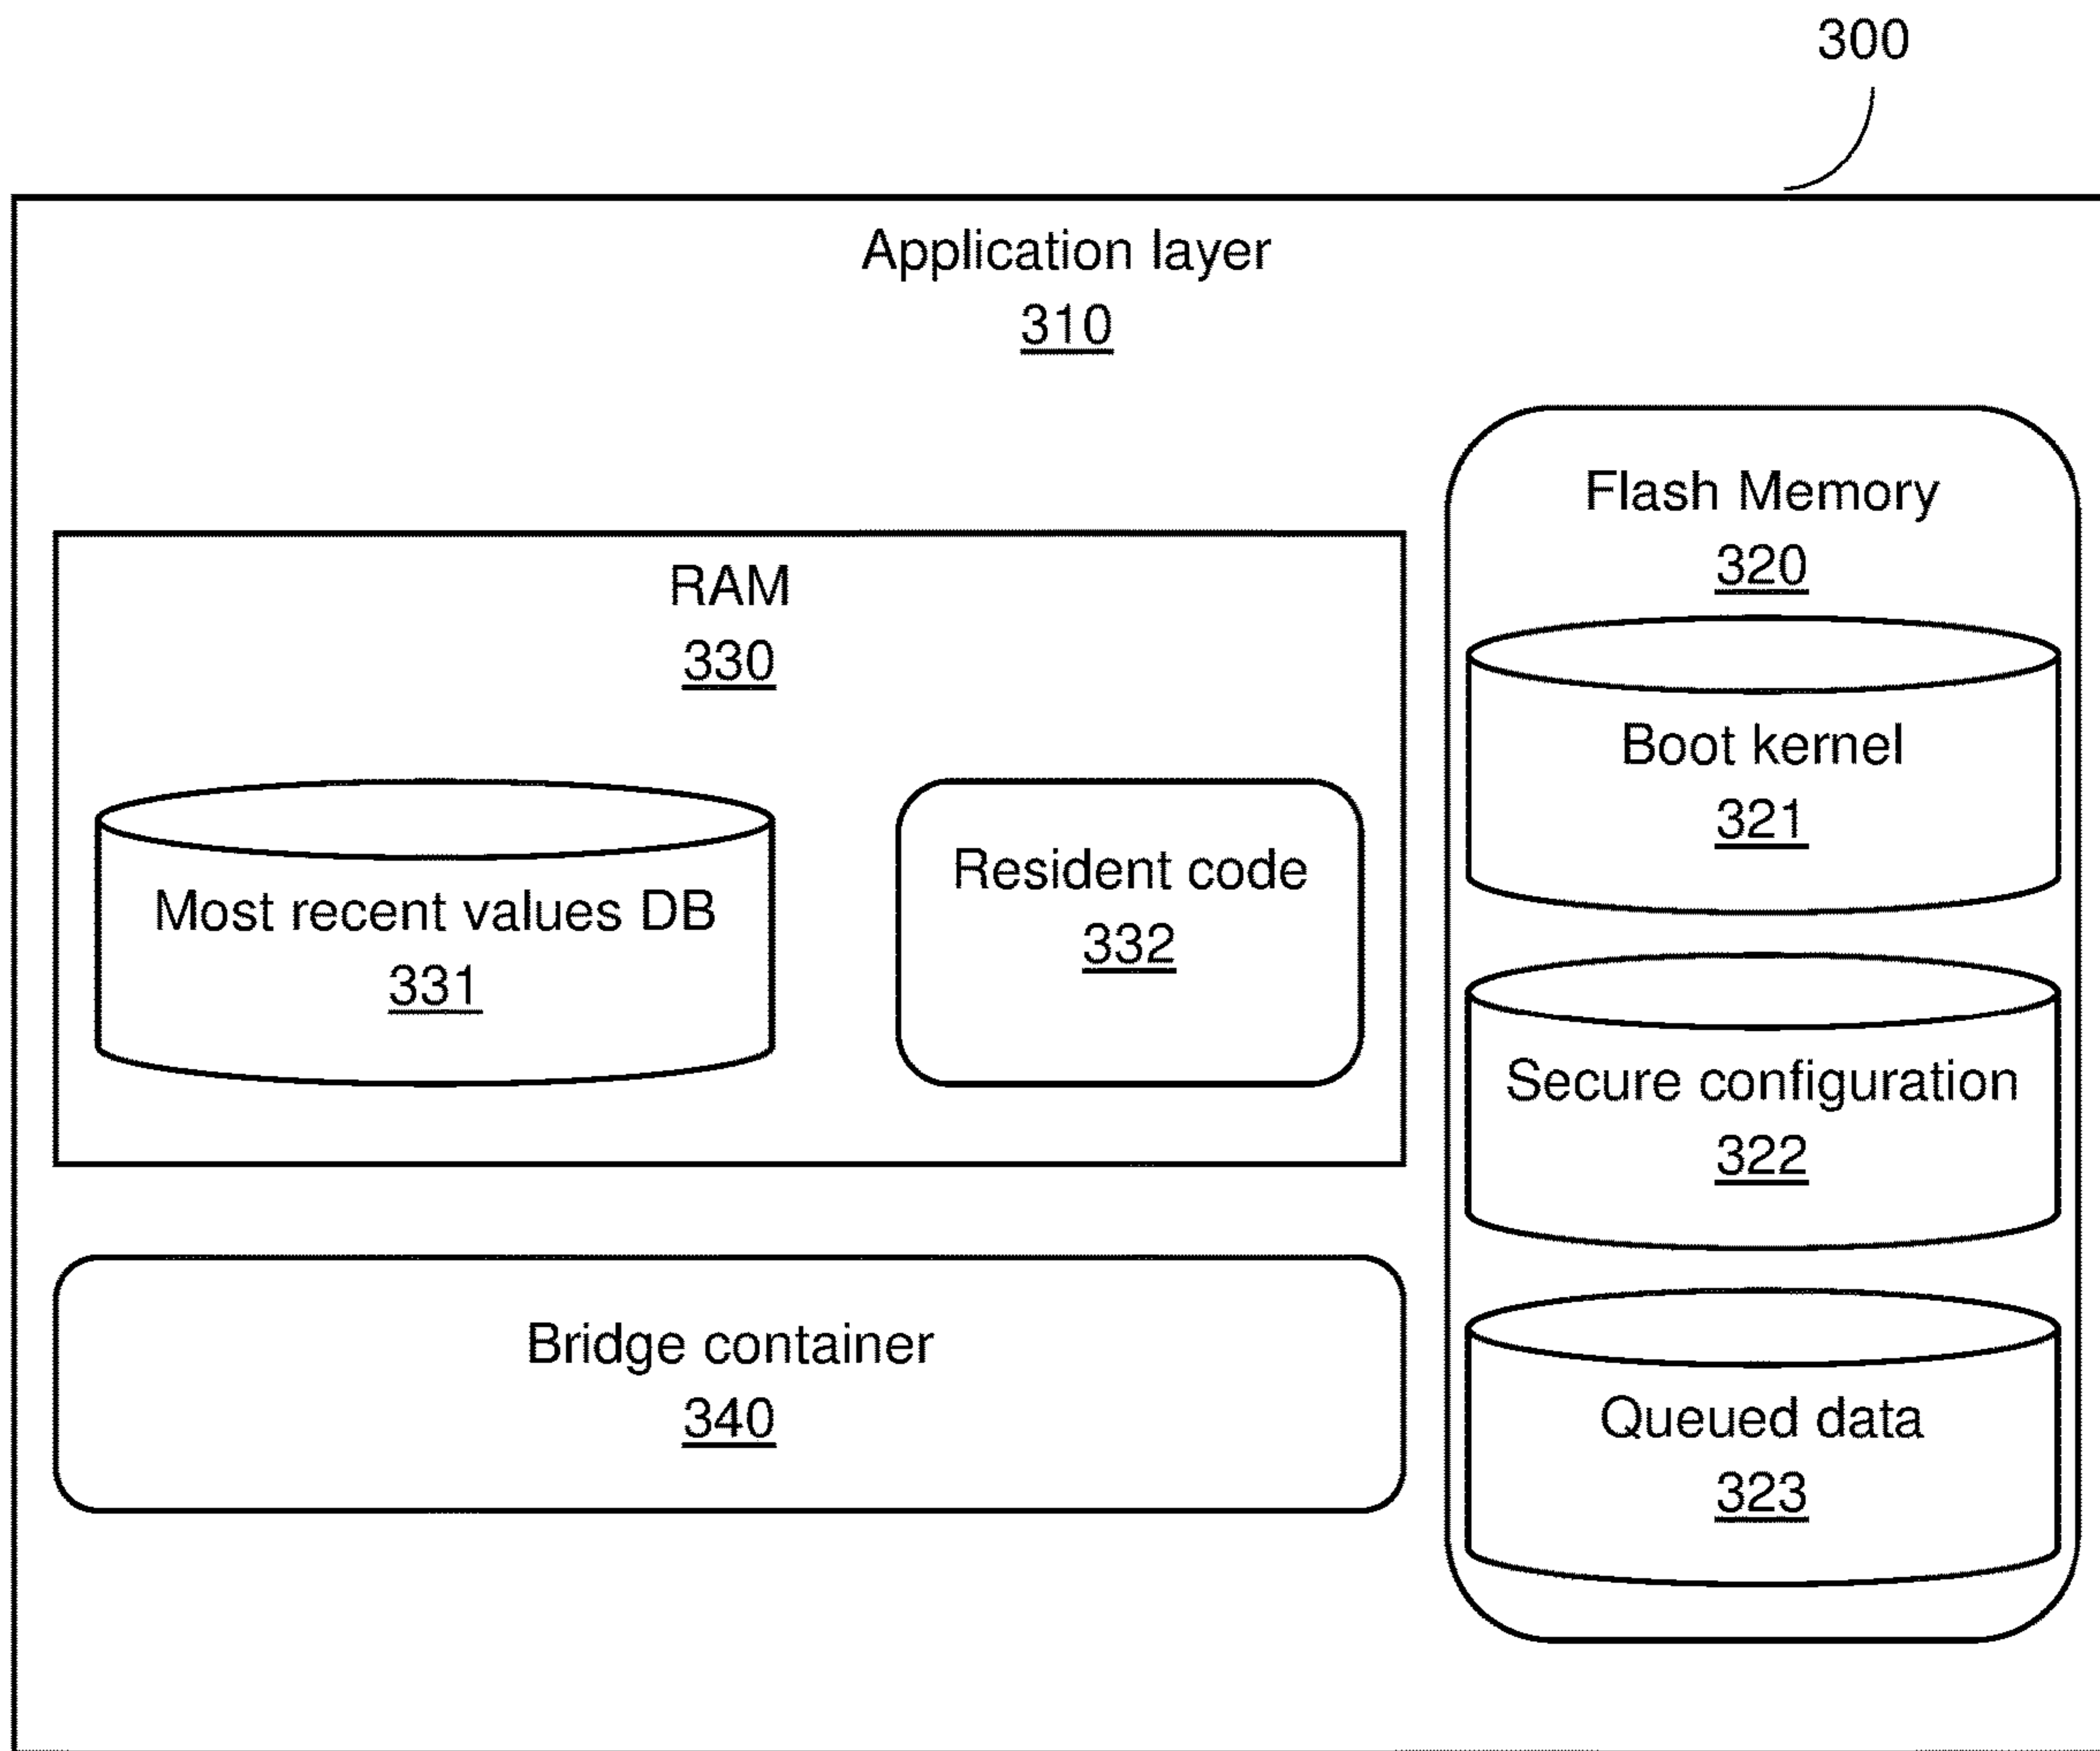 300
Application layer
310
RAM
330
Most recent values DB
331
Resident code
332
Bridge container
340
Flash Memory
320
Boot kernel
321
Secure configuration
322
Queued data
323